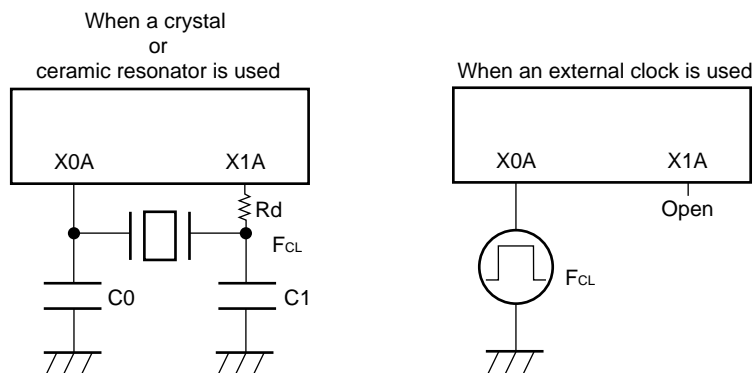 When a crystal
or
ceramic resonator is used
X0A
X1A
Rd
FCL
C0
C1
When an external clock is used
X0A
X1A
Open
FCL